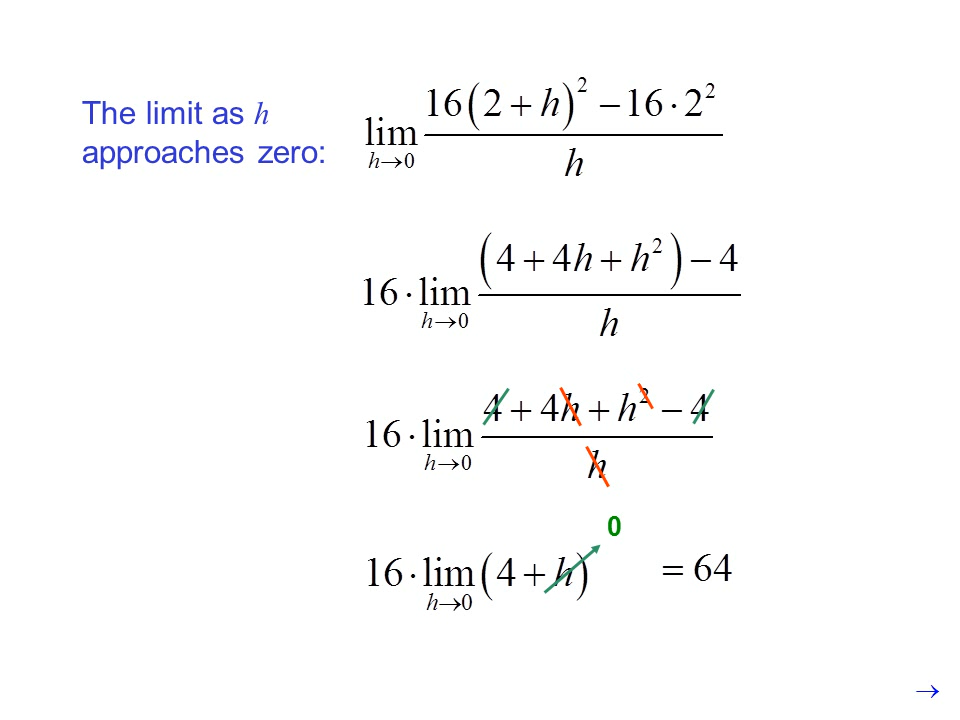 The limit as h
approaches zero:
lim h→0 (16(2 + h)² − 16 · 2²) / h
16 · lim h→0 ((4 + 4h + h²) − 4) / h
16 · lim h→0 (4 + 4h + h² − 4) / h
0
16 · lim h→0 (4 + h) = 64
→